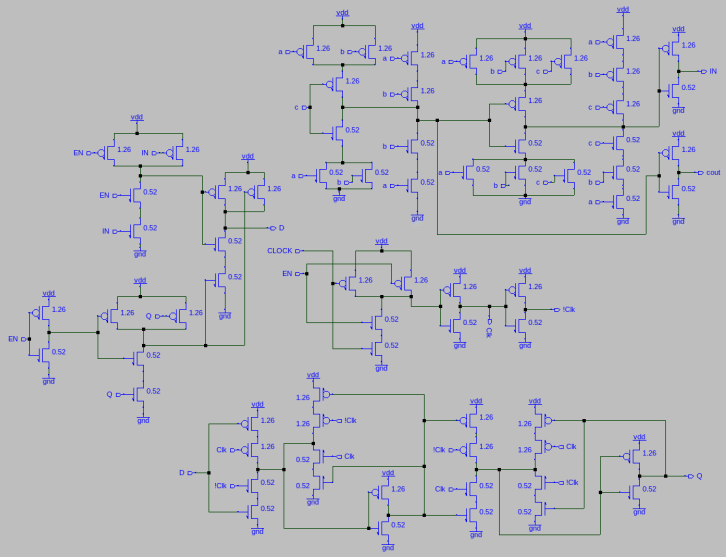 vdd
a 1.26 b 1.26
1.26
c
0.52
a 0.52 b 0.52
gnd
vdd
a 1.26
b 1.26
b 0.52
a 0.52
gnd
vdd
a 1.26 b 1.26 c 1.26
1.26
0.52
a 0.52 b 0.52 c 0.52
gnd
vdd
a 1.26
b 1.26
c 1.26
c 0.52
b 0.52
a 0.52
gnd
vdd
1.26
IN
0.52
gnd
vdd
1.26
cout
0.52
gnd
vdd
EN 1.26 IN 1.26
EN 0.52
IN 0.52
gnd
vdd
1.26 1.26
D
0.52
0.52
gnd
vdd
1.26
EN
0.52
gnd
vdd
1.26 Q 1.26
0.52
Q 0.52
gnd
CLOCK
EN
vdd
1.26 1.26
0.52
0.52
gnd
vdd
1.26
0.52
gnd
Clk
vdd
1.26
!Clk
0.52
gnd
D
vdd
1.26
Clk 1.26
!Clk 0.52
0.52
gnd
vdd
1.26
1.26 !Clk
0.52 Clk
0.52
gnd
vdd
1.26
0.52
gnd
vdd
1.26
!Clk 1.26
Clk 0.52
0.52
gnd
vdd
1.26
1.26 Clk
0.52 !Clk
0.52
gnd
vdd
1.26
Q
0.52
gnd